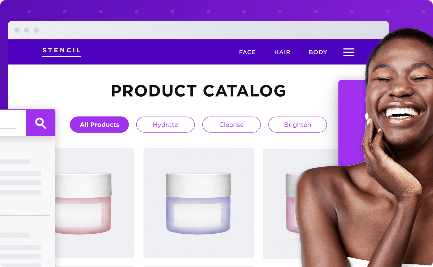 STENCIL
FACE HAIR BODY
PRODUCT CATALOG
All Products Hydrate Cleanse Brighten